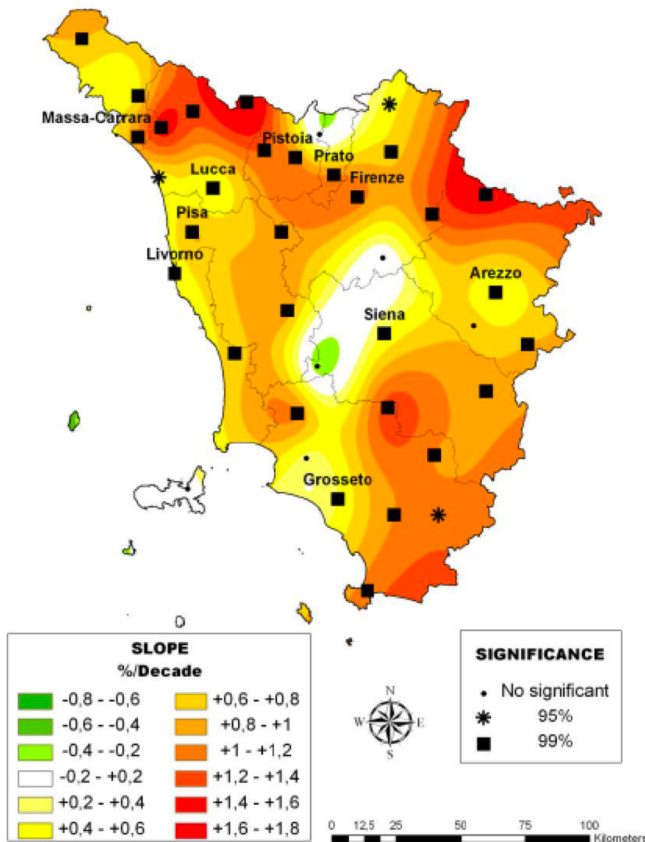 Massa-Carrara
Pistoia
Prato
Lucca
Firenze
Pisa
Livorno
Arezzo
Siena
Grosseto
SLOPE
%/Decade
-0,8 - -0,6
+0,6 - +0,8
-0,6 - -0,4
+0,8 - +1
-0,4 - -0,2
+1 - +1,2
-0,2 - +0,2
+1,2 - +1,4
+0,2 - +0,4
+1,4 - +1,6
+0,4 - +0,6
+1,6 - +1,8
N
W E
S
SIGNIFICANCE
No significant
95%
99%
0 12,5 25 50 75 100
Kilometers